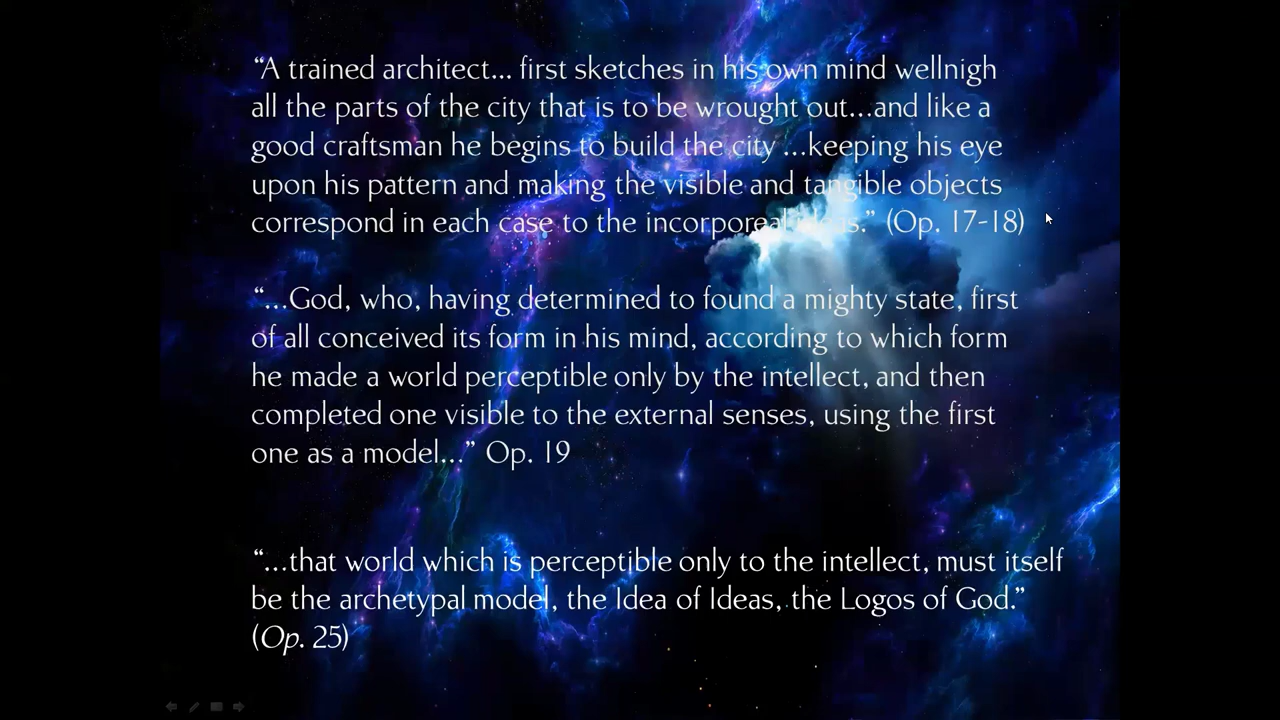 “A trained architect... first sketches in his own mind wellnigh
all the parts of the city that is to be wrought out...and like a
good craftsman he begins to build the city ...keeping his eye
upon his pattern and making the visible and tangible objects
correspond in each case to the incorporeal ideas.” (Op. 17-18)
“...God, who, having determined to found a mighty state, first
of all conceived its form in his mind, according to which form
he made a world perceptible only by the intellect, and then
completed one visible to the external senses, using the first
one as a model...” Op. 19
“...that world which is perceptible only to the intellect, must itself
be the archetypal model, the Idea of Ideas, the Logos of God.”
(Op. 25)